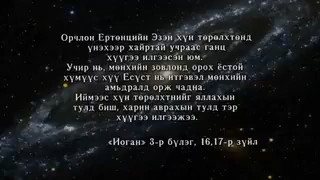 Орчлон Ертөнцийн Эзэн хүн төрөлхтөнд
үнэхээр хайртай учраас ганц
хүүгээ илгээсэн юм.
Учир нь, мөнхийн зовлонд орох ёстой
хүмүүс хүү Есүст нь итгэвэл мөнхийн
амьдралд орж чадна.
Иймээс хүн төрөлхтнийг яллахын
тулд биш, харин аврахын тулд тэр
хүүгээ илгээжээ.
«Иоган» 3-р бүлэг, 16,17-р зүйл